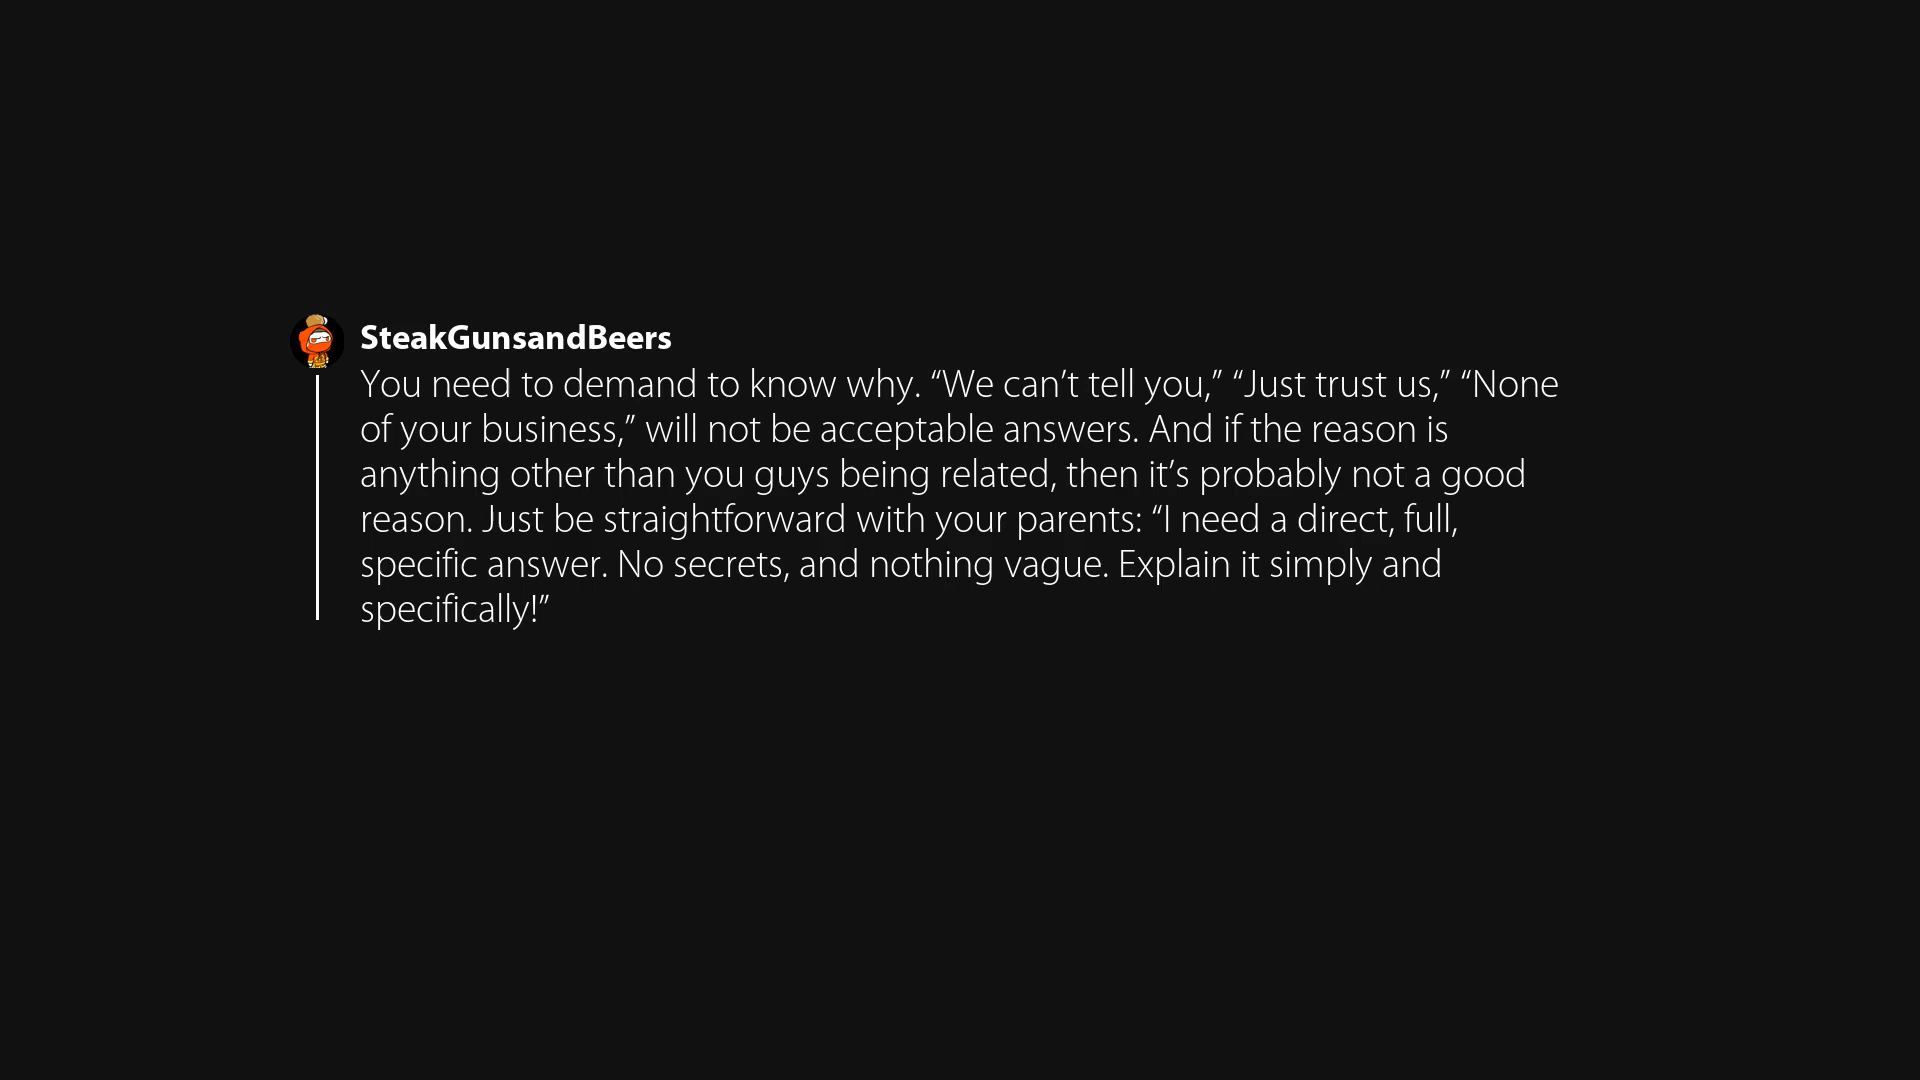 SteakGunsandBeers
You need to demand to know why. “We can’t tell you,” “Just trust us,” “None
of your business,” will not be acceptable answers. And if the reason is
anything other than you guys being related, then it’s probably not a good
reason. Just be straightforward with your parents: “I need a direct, full,
specific answer. No secrets, and nothing vague. Explain it simply and
specifically!”